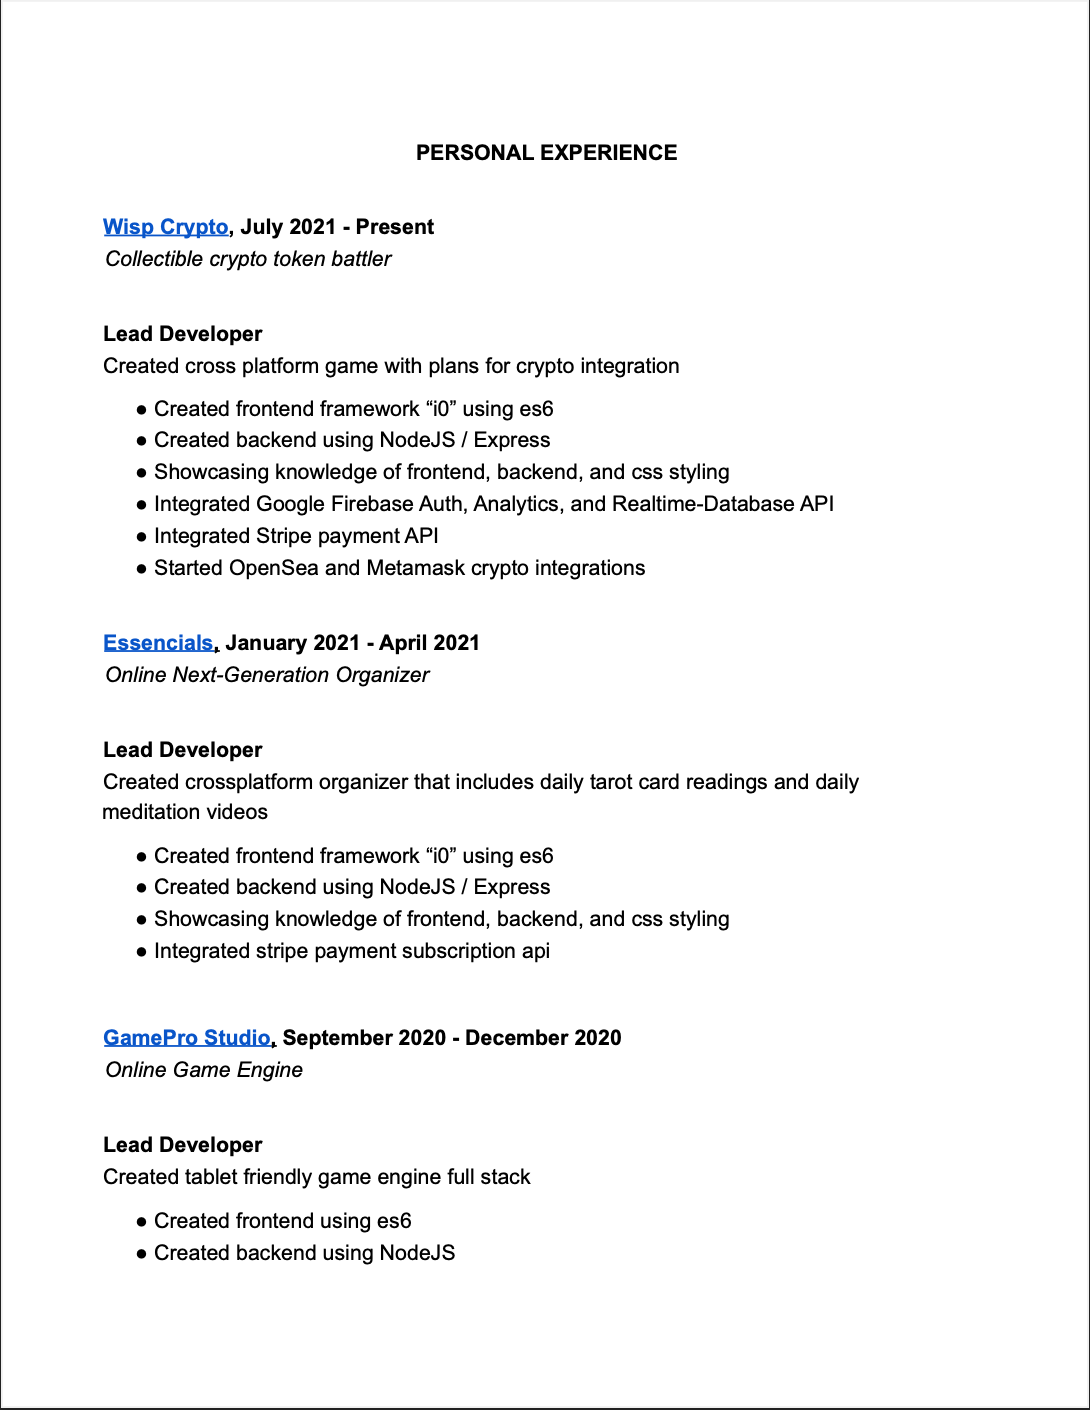 PERSONAL EXPERIENCE
Wisp Crypto, July 2021 - Present
Collectible crypto token battler
Lead Developer
Created cross platform game with plans for crypto integration
● Created frontend framework “i0” using es6
● Created backend using NodeJS / Express
● Showcasing knowledge of frontend, backend, and css styling
● Integrated Google Firebase Auth, Analytics, and Realtime-Database API
● Integrated Stripe payment API
● Started OpenSea and Metamask crypto integrations
Essencials, January 2021 - April 2021
Online Next-Generation Organizer
Lead Developer
Created crossplatform organizer that includes daily tarot card readings and daily
meditation videos
● Created frontend framework “i0” using es6
● Created backend using NodeJS / Express
● Showcasing knowledge of frontend, backend, and css styling
● Integrated stripe payment subscription api
GamePro Studio, September 2020 - December 2020
Online Game Engine
Lead Developer
Created tablet friendly game engine full stack
● Created frontend using es6
● Created backend using NodeJS